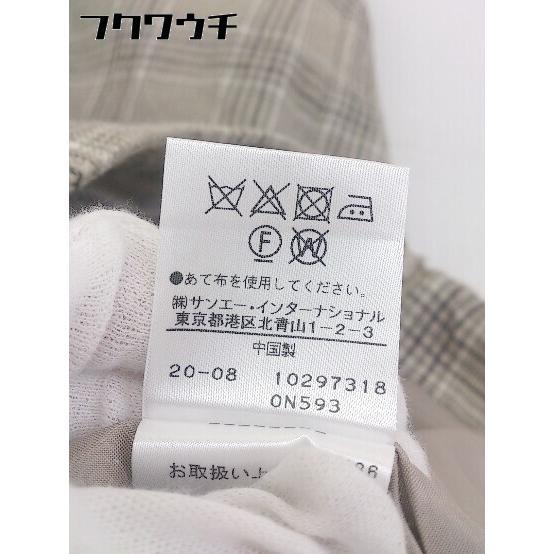 フクワウチ
F
W
●あて布を使用してください。
㈱サンエー・インターナショナル
東京都港区北青山1-2-3
中国製
20-08 10297318
0N593
お取扱い上